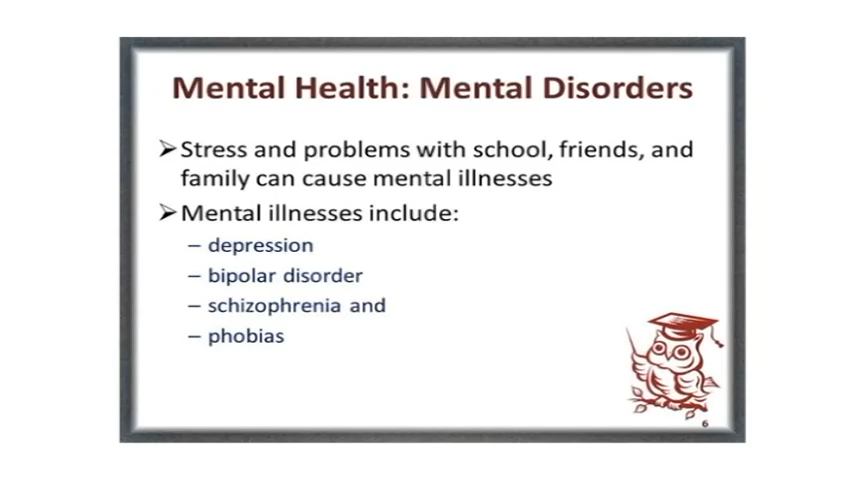 Mental Health: Mental Disorders
➢Stress and problems with school, friends, and
family can cause mental illnesses
➢Mental illnesses include:
– depression
– bipolar disorder
– schizophrenia and
– phobias
6